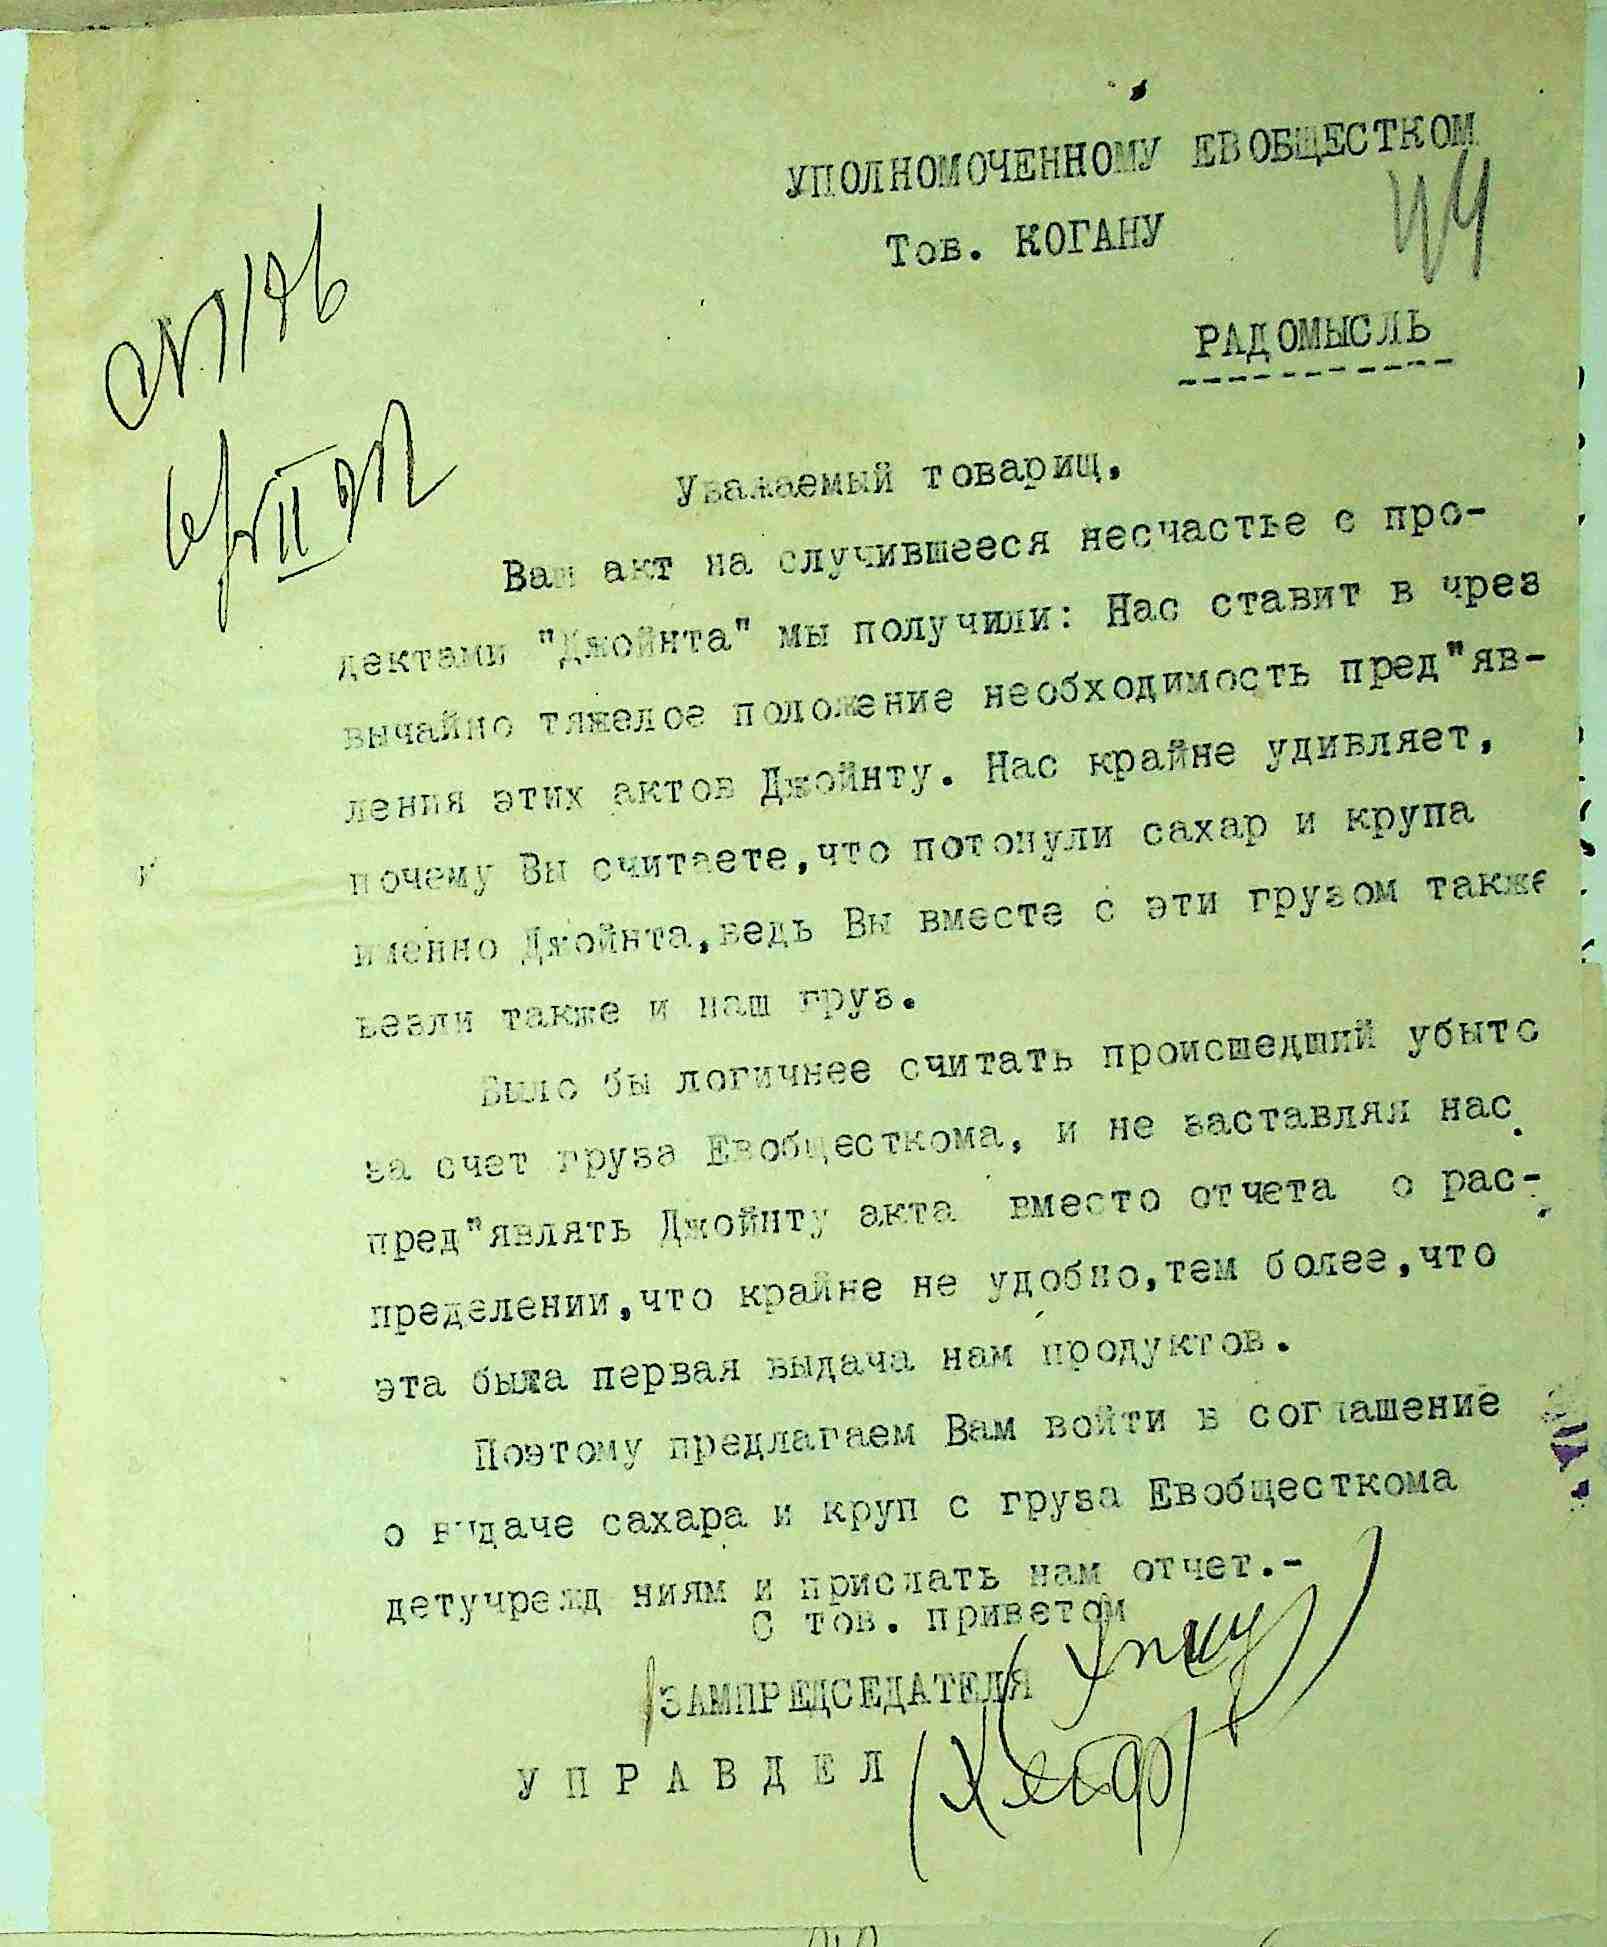 УПОЛНОМОЧЕННОМУ ЕВОБЩЕСТКОМ
44
Тов. КОГАНУ
РАДОМЫСЛЬ
Уважаемый товарищ,
Ваш акт на случившееся несчастье с про-
дектами "Джойнта" мы получили: Нас ставит в чрез
вычайно тяжелое положение необходимость пред"яв-
ления этих актов Джойнту. Нас крайне удивляет,
почему Вы считаете,что потонули сахар и крупа
именно Джойнта,ведь Вы вместе с эти грузом также
везли также и наш груз.
Было бы логичнее считать происшедший убыто
за счет груза Евобщесткома, и не заставляя нас
пред"являть Джойнту акта вместо отчета о рас-
пределении,что крайне не удобно,тем более,что
эта была первая выдача нам продуктов.
Поэтому предлагаем Вам войти в соглашение
о выдаче сахара и круп с груза Евобщесткома
детучрежд ниям и прислать нам отчет.-
С тов. приветом
ЗАМПРЕДСЕДАТЕЛЯ
УПРАВДЕЛ